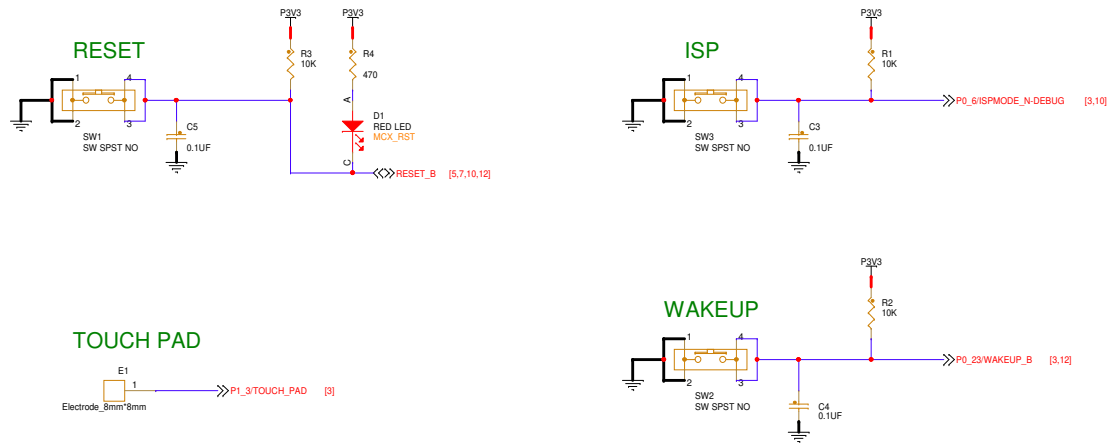 RESET
P3V3
R3
10K
P3V3
R4
470
1
4
2
3
SW1
SW SPST NO
C5
0.1UF
A
D1
RED LED
MCX_RST
C
RESET_B [5,7,10,12]
ISP
P3V3
R1
10K
1
4
2
3
SW3
SW SPST NO
C3
0.1UF
P0_6/ISPMODE_N-DEBUG [3,10]
TOUCH PAD
E1
1
Electrode_8mm*8mm
P1_3/TOUCH_PAD [3]
WAKEUP
P3V3
R2
10K
1
4
2
3
SW2
SW SPST NO
C4
0.1UF
P0_23/WAKEUP_B [3,12]